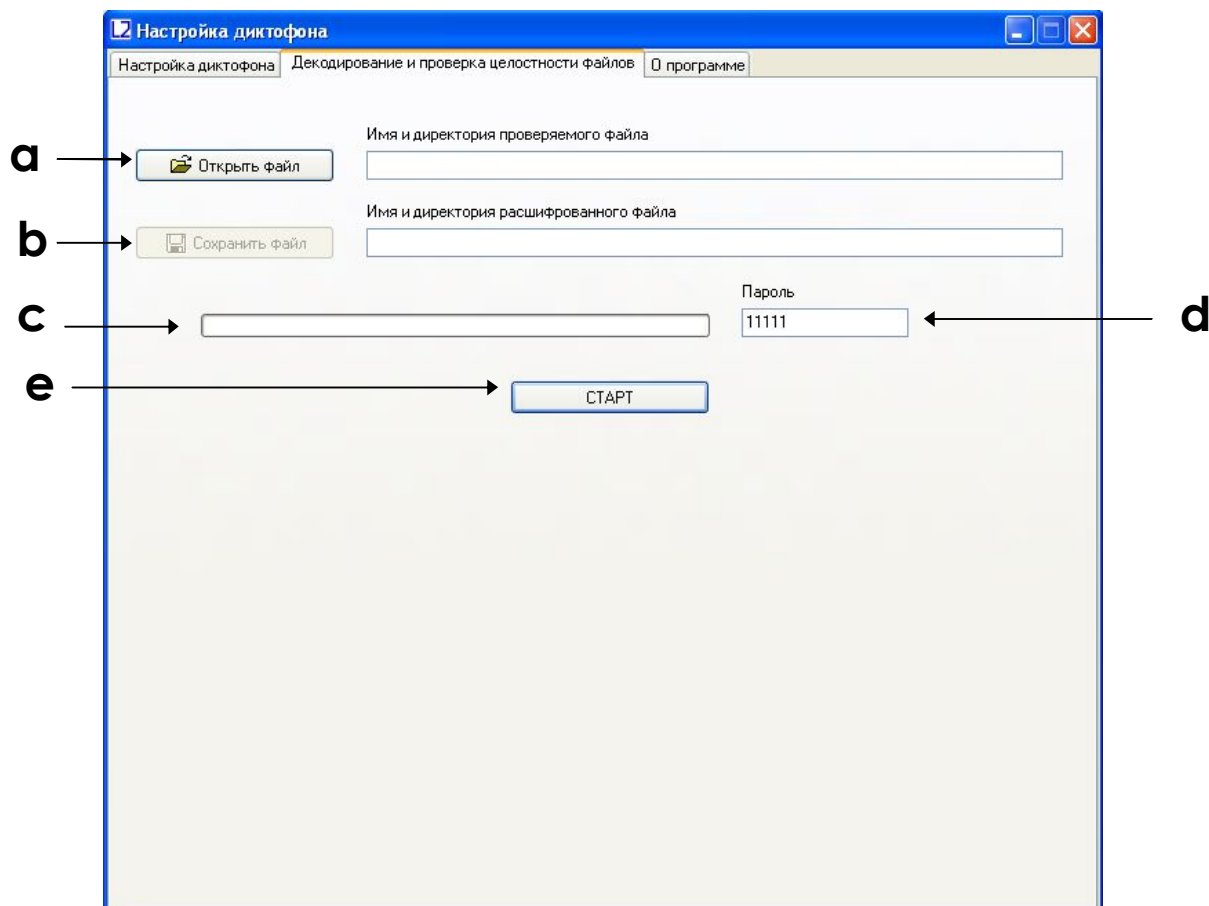 L2 Настройка диктофона
Настройка диктофона Декодирование и проверка целостности файлов О программе
Имя и директория проверяемого файла
a Открыть файл
Имя и директория расшифрованного файла
b Сохранить файл
Пароль
c 11111 d
e СТАРТ